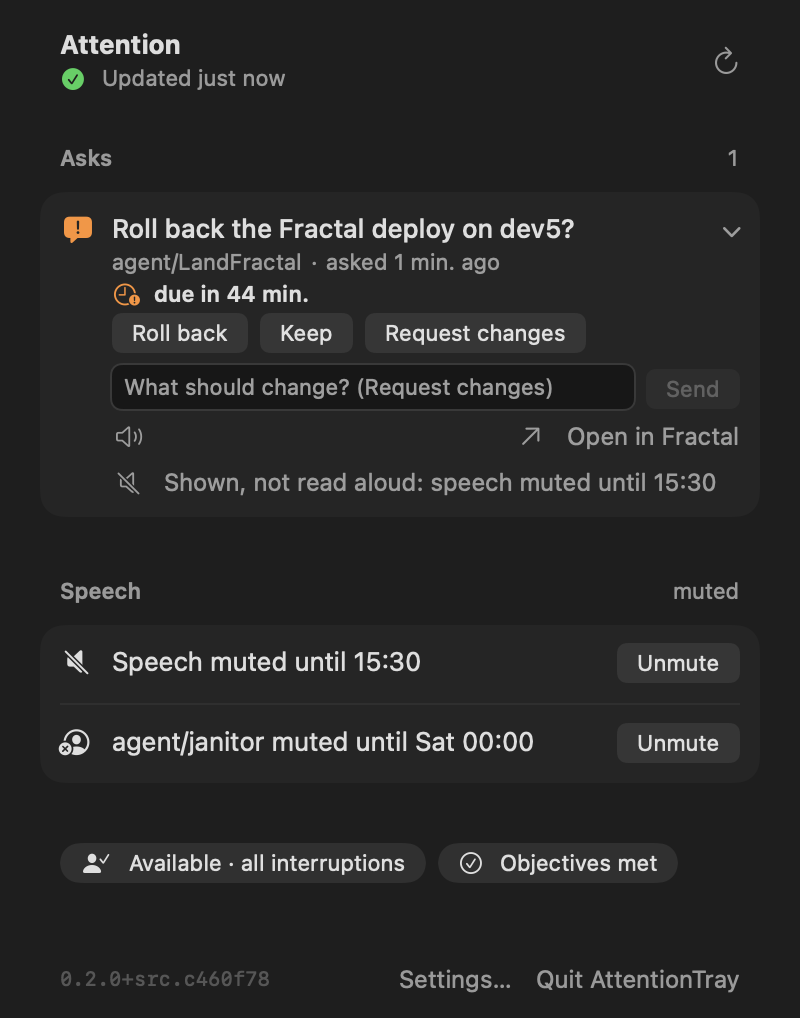 Attention
Updated just now
Asks 1
Roll back the Fractal deploy on dev5?
agent/LandFractal · asked 1 min. ago
due in 44 min.
Roll back Keep Request changes
What should change? (Request changes) Send
Open in Fractal
Shown, not read aloud: speech muted until 15:30
Speech muted
Speech muted until 15:30 Unmute
agent/janitor muted until Sat 00:00 Unmute
Available · all interruptions Objectives met
0.2.0+src.c460f78 Settings... Quit AttentionTray